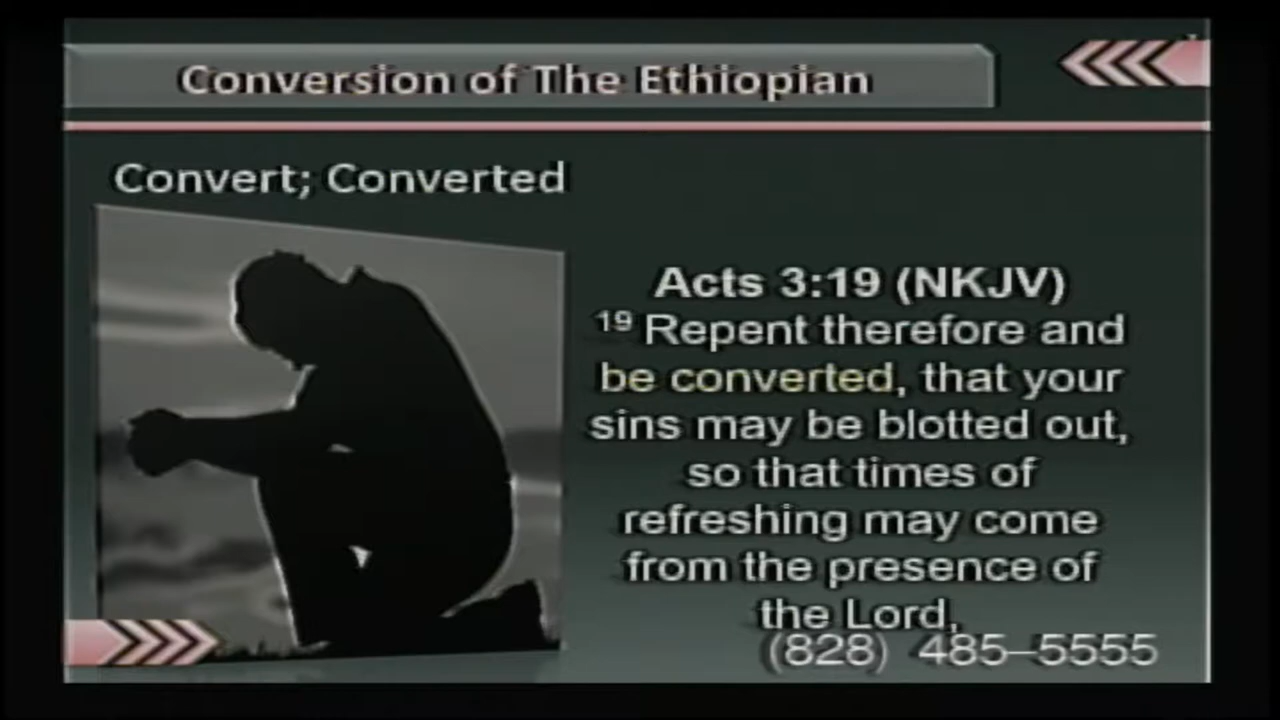 Conversion of The Ethiopian
Convert; Converted
Acts 3:19 (NKJV)
19 Repent therefore and
be converted, that your
sins may be blotted out,
so that times of
refreshing may come
from the presence of
the Lord,
(828) 485–5555